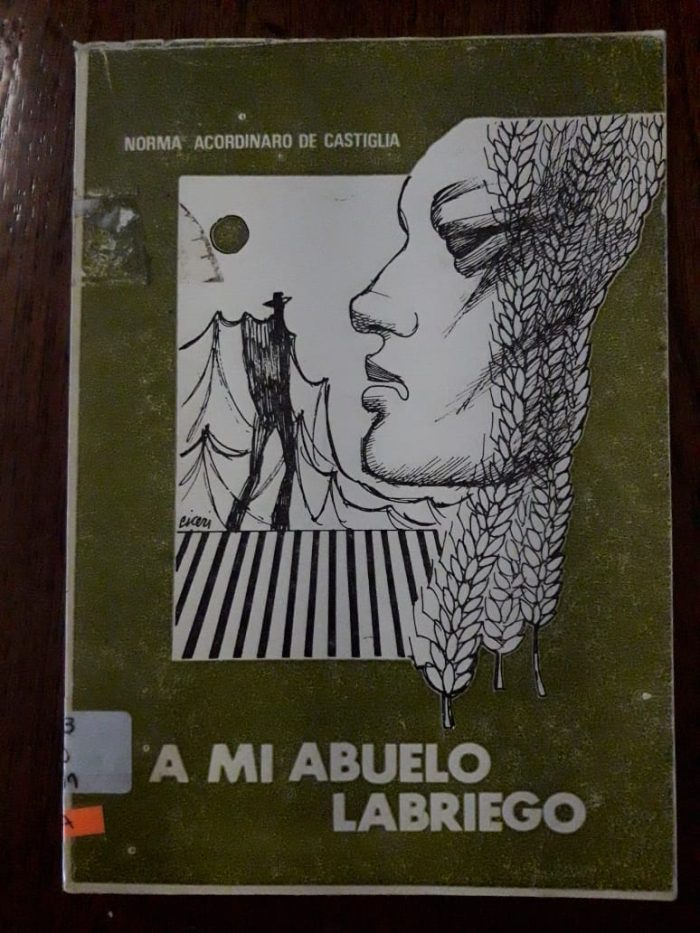 NORMA ACORDINARO DE CASTIGLIA
A MI ABUELO
LABRIEGO